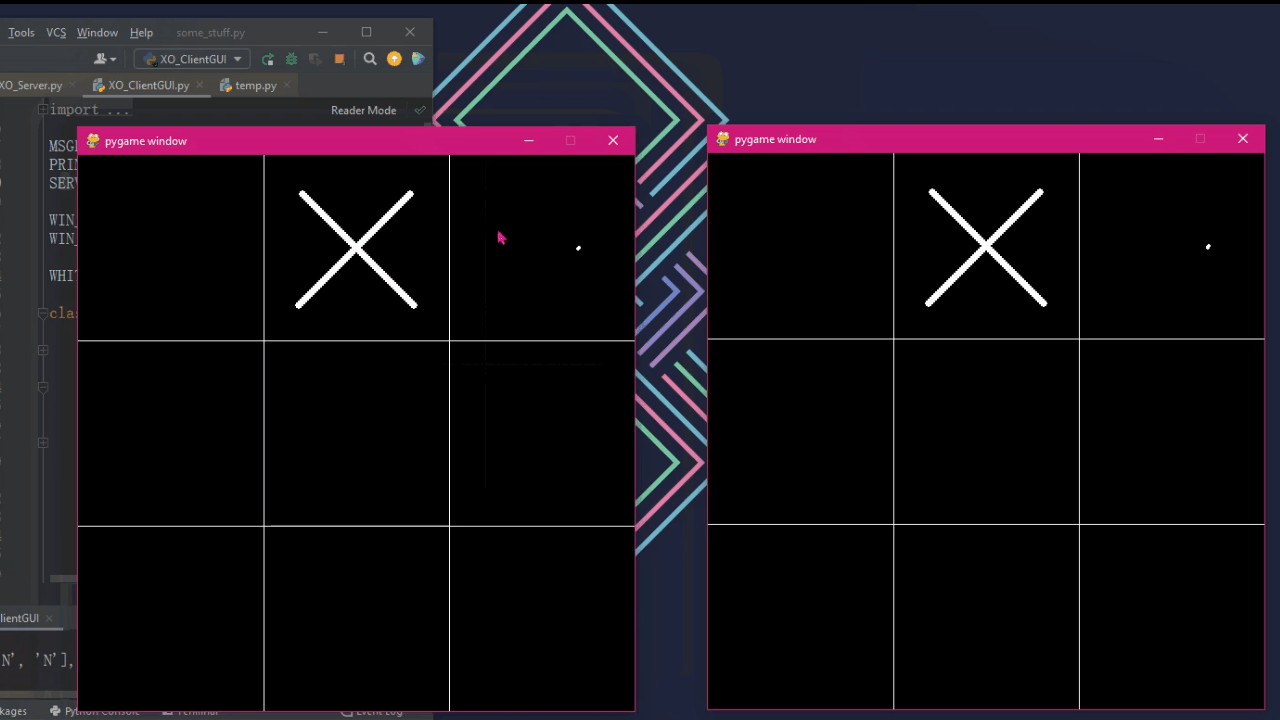 Tools VCS Window Help some_stuff.py
XO_ClientGUI
XO_Server.py XO_ClientGUI.py temp.py
import ...
Reader Mode
MSG
PRIN
SERV
WIN_
WIN_
WHIT
clas
pygame window
pygame window
lientGUI
N', 'N'],
kages Python Console Terminal Event Log